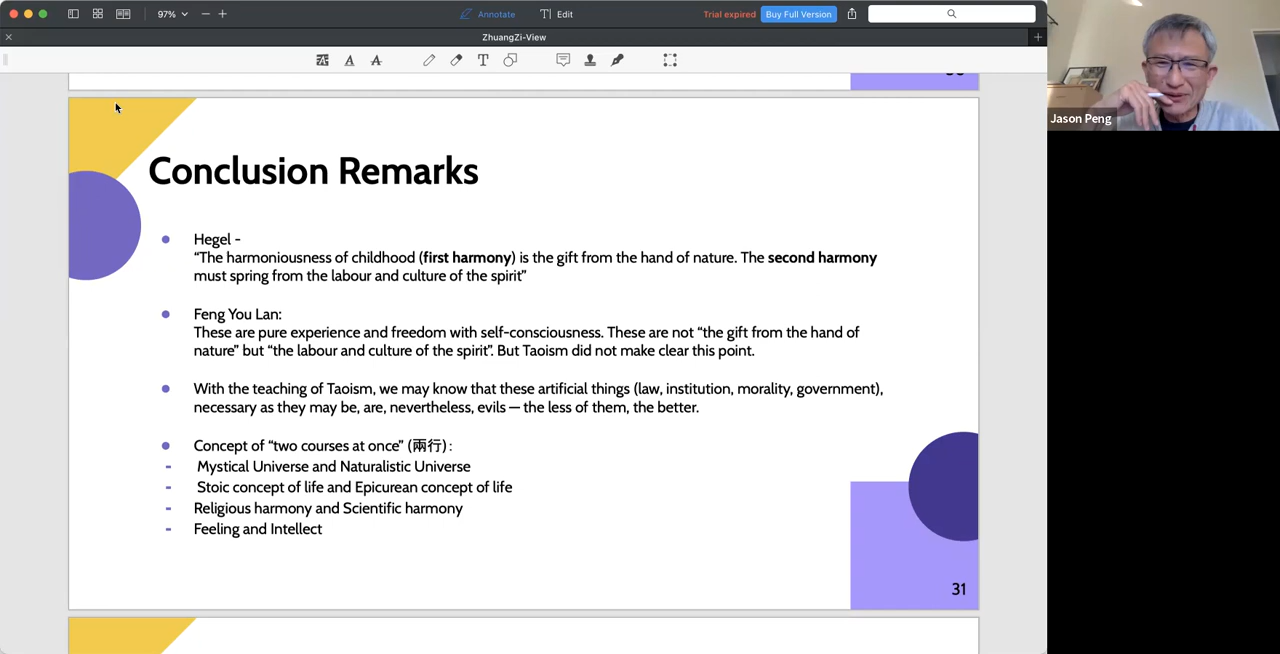 97%
Annotate
Edit
Trial expired
Buy Full Version
ZhuangZi-View
Jason Peng
Conclusion Remarks
Hegel -
“The harmoniousness of childhood (first harmony) is the gift from the hand of nature. The second harmony
must spring from the labour and culture of the spirit”
Feng You Lan:
These are pure experience and freedom with self-consciousness. These are not “the gift from the hand of
nature” but “the labour and culture of the spirit”. But Taoism did not make clear this point.
With the teaching of Taoism, we may know that these artificial things (law, institution, morality, government),
necessary as they may be, are, nevertheless, evils — the less of them, the better.
Concept of “two courses at once” (兩行):
- Mystical Universe and Naturalistic Universe
- Stoic concept of life and Epicurean concept of life
- Religious harmony and Scientific harmony
- Feeling and Intellect
31